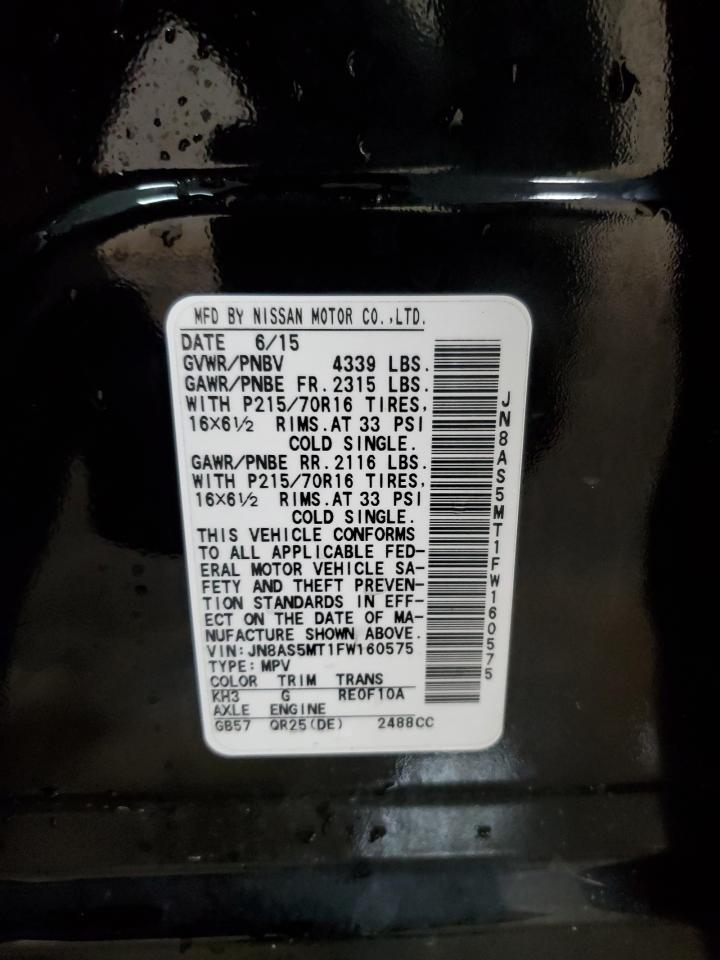 MFD BY NISSAN MOTOR CO.,LTD.
DATE 6/15
GVWR/PNBV 4339 LBS.
GAWR/PNBE FR.2315 LBS.
WITH P215/70R16 TIRES,
16×6½ RIMS.AT 33 PSI
COLD SINGLE.
GAWR/PNBE RR.2116 LBS.
WITH P215/70R16 TIRES,
16×6½ RIMS.AT 33 PSI
COLD SINGLE.
THIS VEHICLE CONFORMS
TO ALL APPLICABLE FED-
ERAL MOTOR VEHICLE SA-
FETY AND THEFT PREVEN-
TION STANDARDS IN EFF-
ECT ON THE DATE OF MA-
NUFACTURE SHOWN ABOVE.
VIN:JN8AS5MT1FW160575
TYPE:MPV
COLOR TRIM TRANS
KH3 G RE0F10A
AXLE ENGINE
GB57 QR25(DE) 2488CC
JN8AS5MT1FW160575